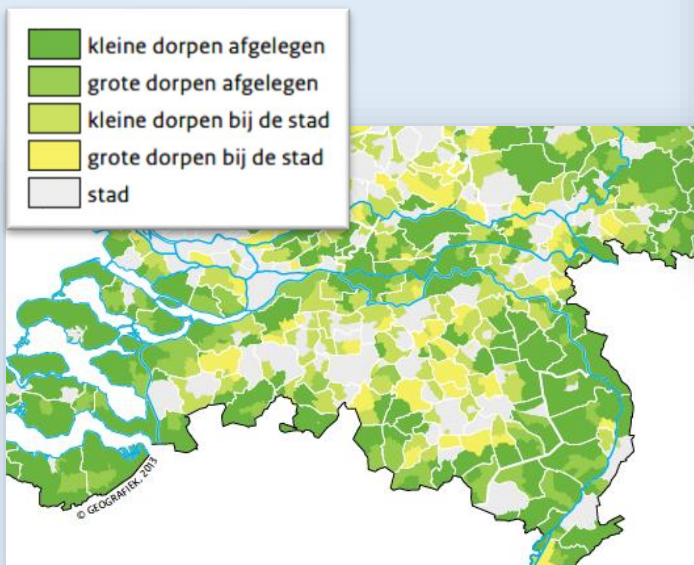 kleine dorpen afgelegen
grote dorpen afgelegen
kleine dorpen bij de stad
grote dorpen bij de stad
stad
© GEOGRAFIEK, 2013